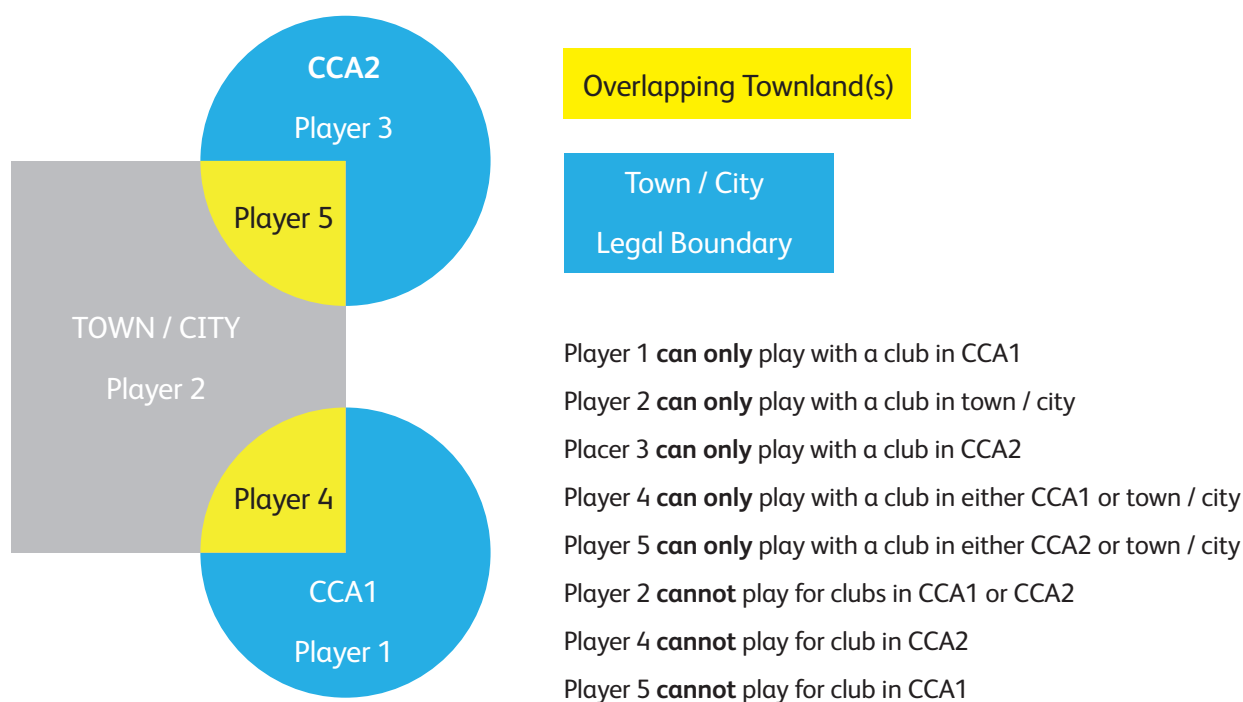 CCA2
Player 3
Player 5
TOWN / CITY
Player 2
Player 4
CCA1
Player 1
Overlapping Townland(s)
Town / City
Legal Boundary
Player 1 can only play with a club in CCA1
Player 2 can only play with a club in town / city
Placer 3 can only play with a club in CCA2
Player 4 can only play with a club in either CCA1 or town / city
Player 5 can only play with a club in either CCA2 or town / city
Player 2 cannot play for clubs in CCA1 or CCA2
Player 4 cannot play for club in CCA2
Player 5 cannot play for club in CCA1